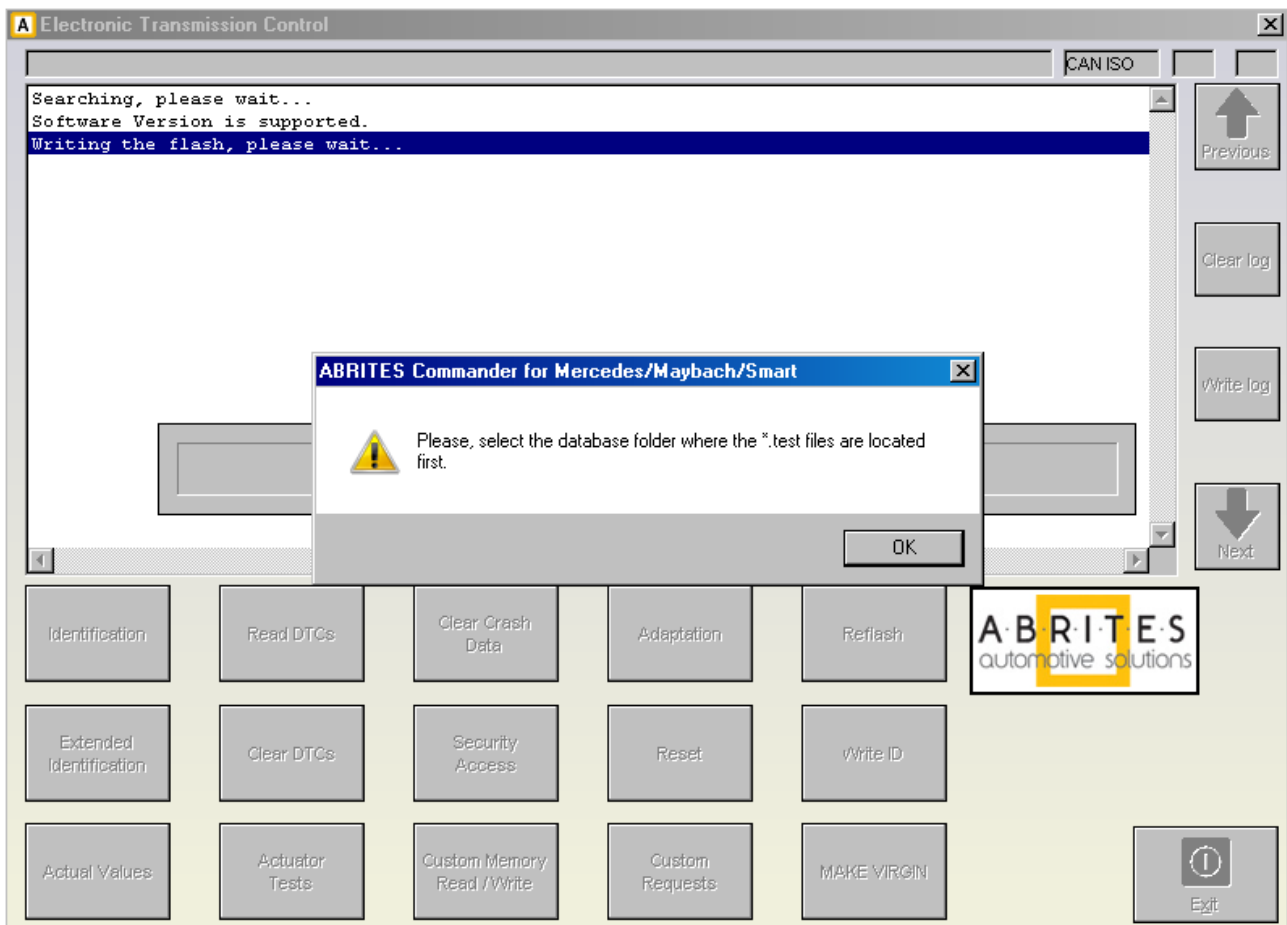 A Electronic Transmission Control
CAN ISO
Searching, please wait...
Software Version is supported.
Writing the flash, please wait...
Previous
Clear log
Write log
Next
ABRITES Commander for Mercedes/Maybach/Smart
Please, select the database folder where the *.test files are located
first.
OK
Identification
Read DTCs
Clear Crash
Data
Adaptation
Reflash
A·B·R·I·T·E·S
automotive solutions
Extended
Identification
Clear DTCs
Security
Access
Reset
Write ID
Actual Values
Actuator
Tests
Custom Memory
Read / Write
Custom
Requests
MAKE VIRGIN
Exit